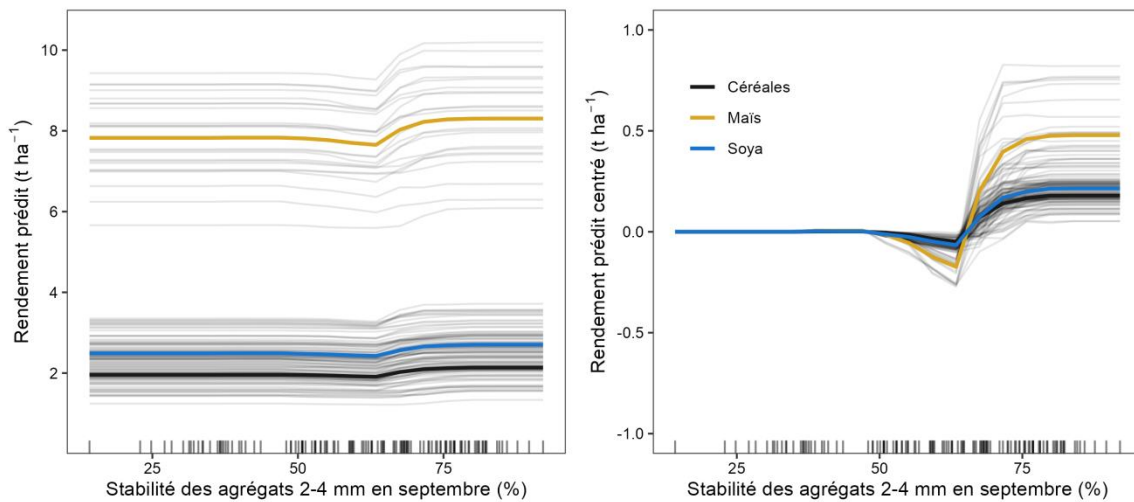 Rendement prédit (t ha⁻¹)
10
8
6
4
2
25
50
75
Stabilité des agrégats 2-4 mm en septembre (%)
Rendement prédit centré (t ha⁻¹)
1.0
0.5
0.0
-0.5
-1.0
Céréales
Maïs
Soya
25
50
75
Stabilité des agrégats 2-4 mm en septembre (%)